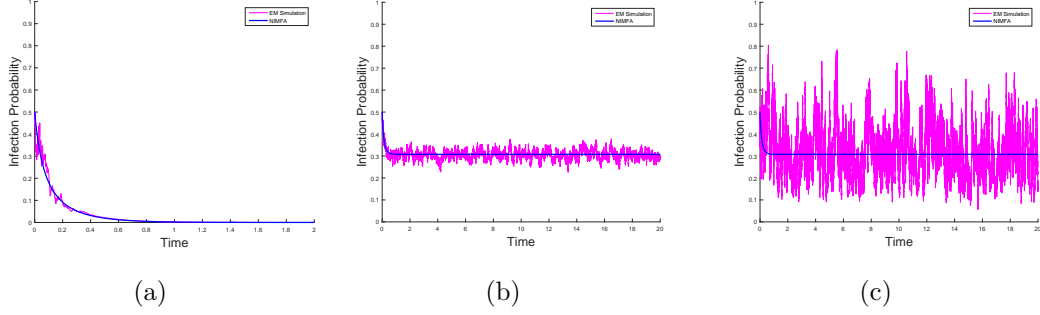 1
0.9
0.8
0.7
0.6
0.5
0.4
0.3
0.2
0.1
0
Infection Probability
EM Simulation
NIMFA
0 0.2 0.4 0.6 0.8 1 1.2 1.4 1.6 1.8 2
Time
(a)
1
0.9
0.8
0.7
0.6
0.5
0.4
0.3
0.2
0.1
0
Infection Probability
EM Simulation
NIMFA
0 2 4 6 8 10 12 14 16 18 20
Time
(b)
1
0.9
0.8
0.7
0.6
0.5
0.4
0.3
0.2
0.1
0
Infection Probability
EM Simulation
NIMFA
0 2 4 6 8 10 12 14 16 18 20
Time
(c)